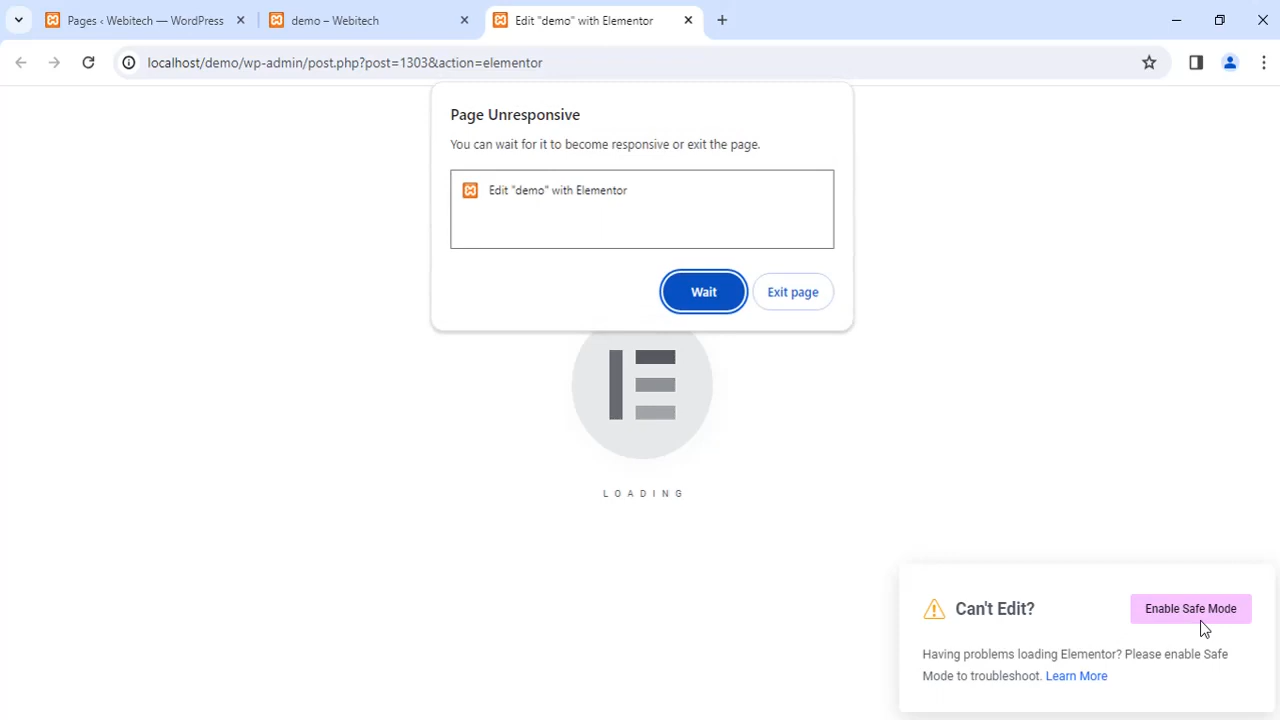 Pages ‹ Webitech — WordPress
demo – Webitech
Edit "demo" with Elementor
localhost/demo/wp-admin/post.php?post=1303&action=elementor
Page Unresponsive
You can wait for it to become responsive or exit the page.
Edit "demo" with Elementor
Wait
Exit page
LOADING
Can't Edit?
Enable Safe Mode
Having problems loading Elementor? Please enable Safe
Mode to troubleshoot. Learn More